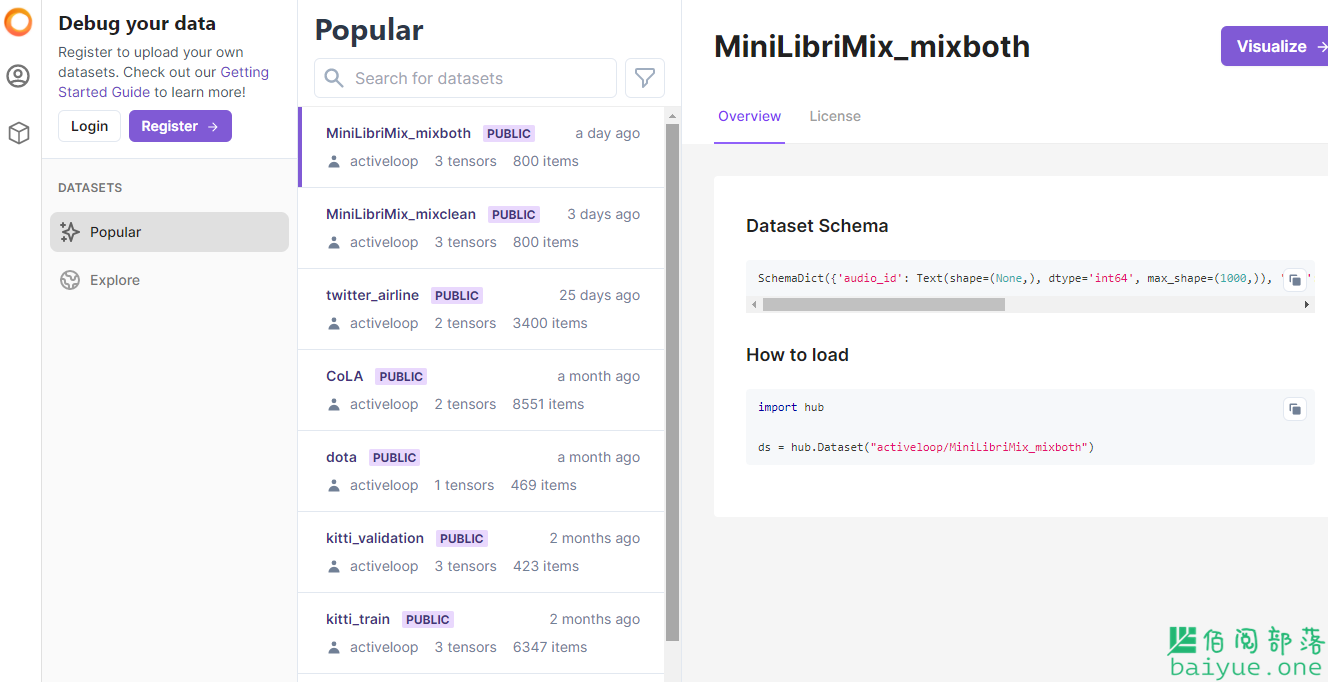 Debug your data
Register to upload your own
datasets. Check out our Getting
Started Guide to learn more!
Login
Register →
DATASETS
Popular
Explore
Popular
Search for datasets
MiniLibriMix_mixboth PUBLIC a day ago
activeloop 3 tensors 800 items
MiniLibriMix_mixclean PUBLIC 3 days ago
activeloop 3 tensors 800 items
twitter_airline PUBLIC 25 days ago
activeloop 2 tensors 3400 items
CoLA PUBLIC a month ago
activeloop 2 tensors 8551 items
dota PUBLIC a month ago
activeloop 1 tensors 469 items
kitti_validation PUBLIC 2 months ago
activeloop 3 tensors 423 items
kitti_train PUBLIC 2 months ago
activeloop 3 tensors 6347 items
MiniLibriMix_mixboth
Visualize →
Overview License
Dataset Schema
SchemaDict({'audio_id': Text(shape=(None,), dtype='int64', max_shape=(1000,)), '
How to load
import hub
ds = hub.Dataset("activeloop/MiniLibriMix_mixboth")
佰阅部落
baiyue.one